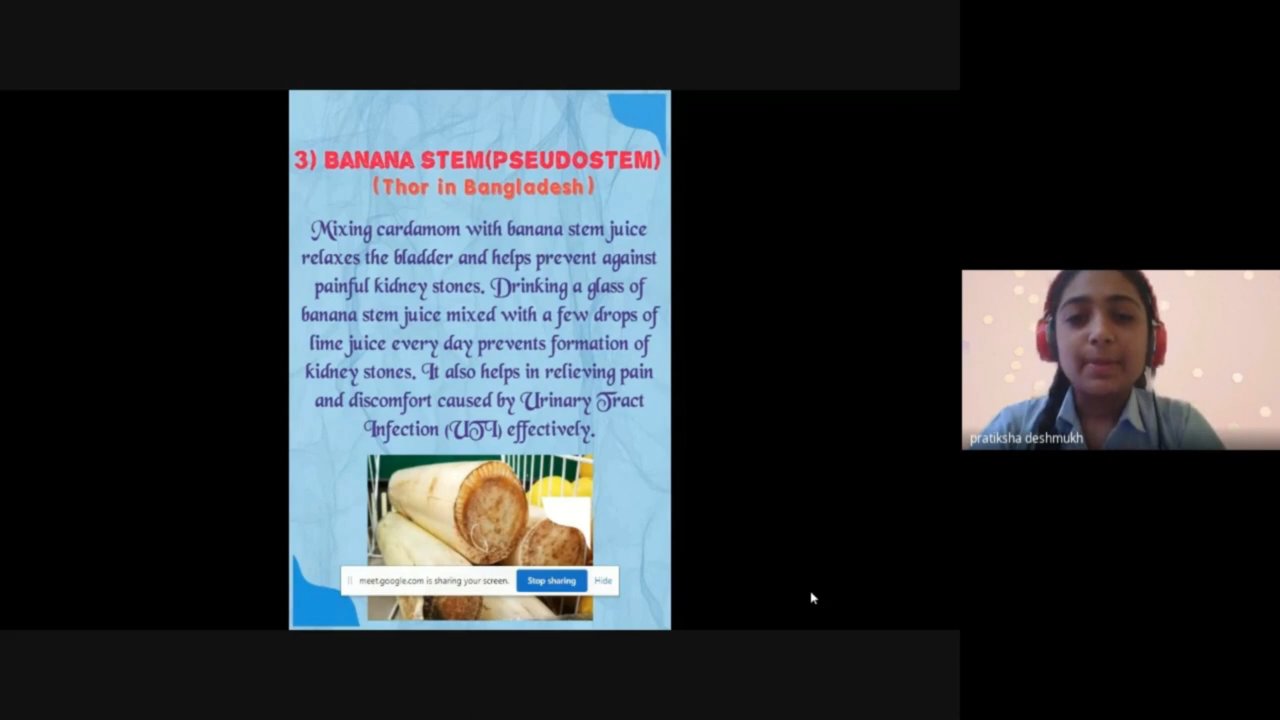 3) BANANA STEM(PSEUDOSTEM)
(Thor in Bangladesh)
Mixing cardamom with banana stem juice
relaxes the bladder and helps prevent against
painful kidney stones. Drinking a glass of
banana stem juice mixed with a few drops of
lime juice every day prevents formation of
kidney stones. It also helps in relieving pain
and discomfort caused by Urinary Tract
Infection (UTI) effectively.
meet.google.com is sharing your screen.
Stop sharing
Hide
pratiksha deshmukh